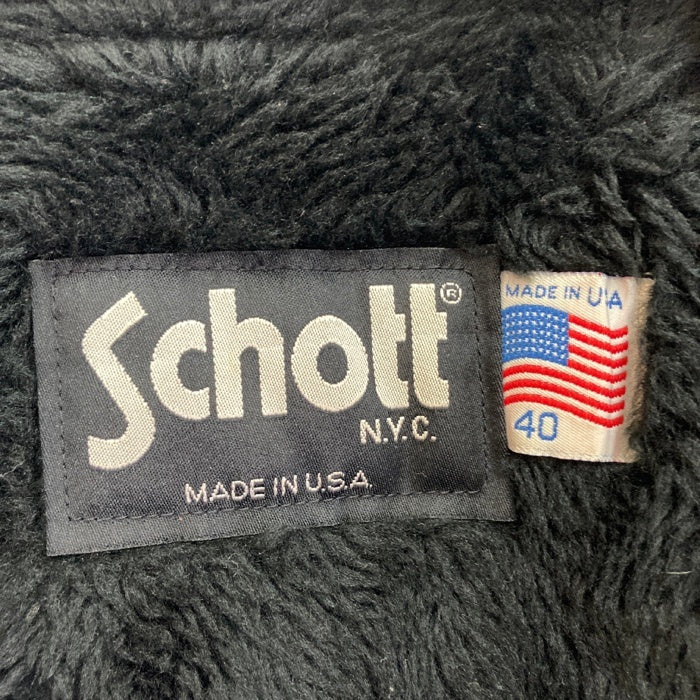 Schott®
N.Y.C.
MADE IN U.S.A.
MADE IN USA
40